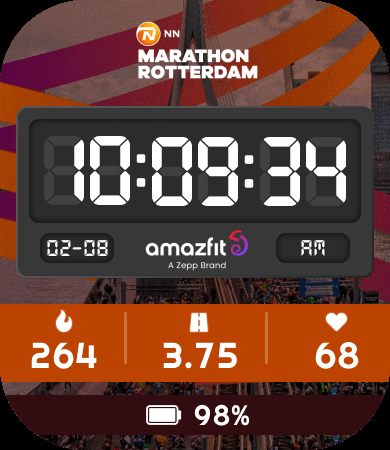 NN
MARATHON
ROTTERDAM
10:09:34
02-08
amazfit
AM
A Zepp Brand
264
3.75
68
98%